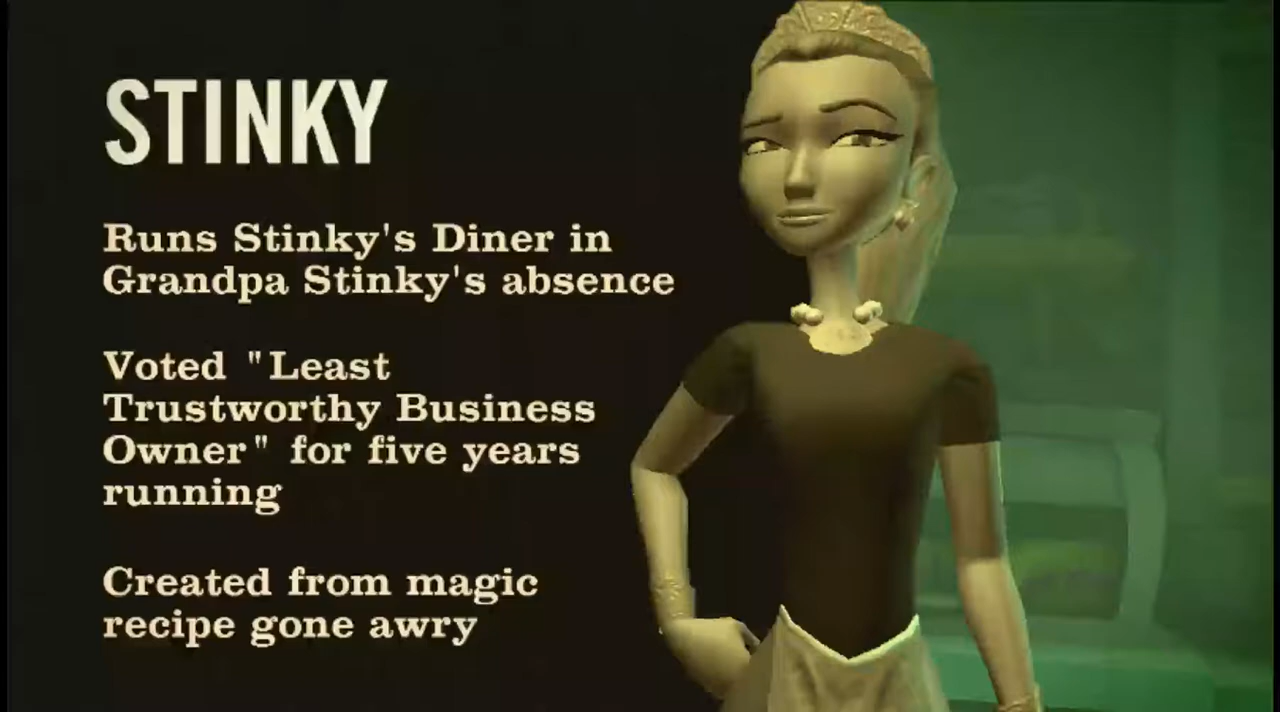 STINKY
Runs Stinky's Diner in
Grandpa Stinky's absence
Voted "Least
Trustworthy Business
Owner" for five years
running
Created from magic
recipe gone awry